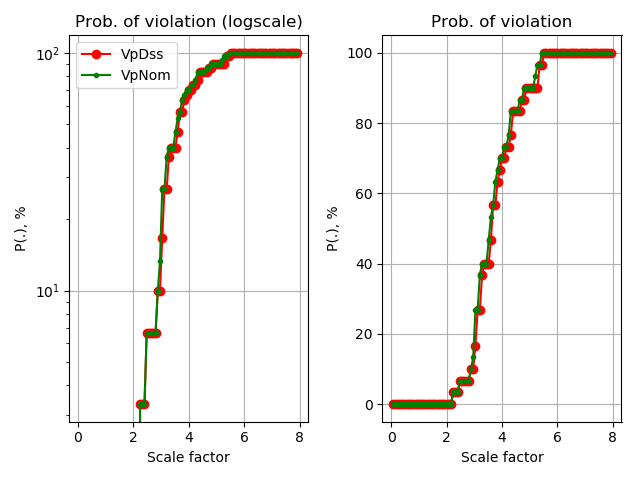 Prob. of violation (logscale)
VpDss
VpNom
10²
10¹
P(.), %
0 2 4 6 8
Scale factor
Prob. of violation
100
80
60
40
20
0
P(.), %
0 2 4 6 8
Scale factor